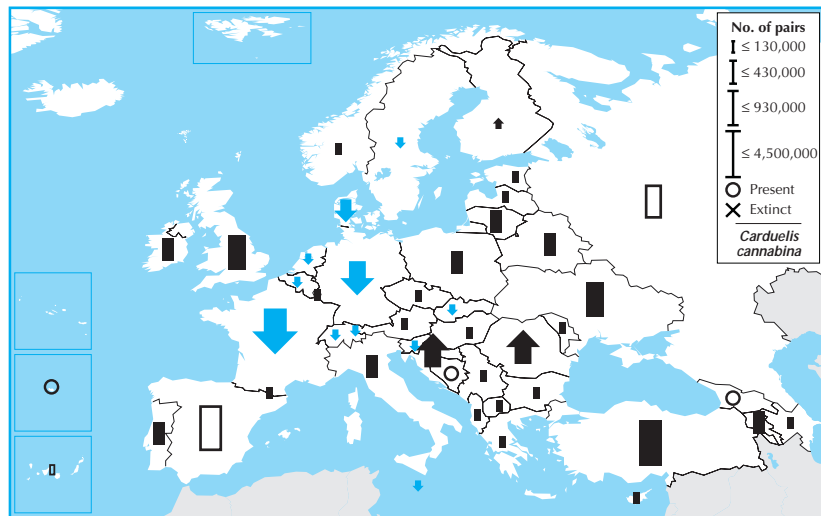 No. of pairs
≤ 130,000
≤ 430,000
≤ 930,000
≤ 4,500,000
Present
Extinct
Carduelis
cannabina